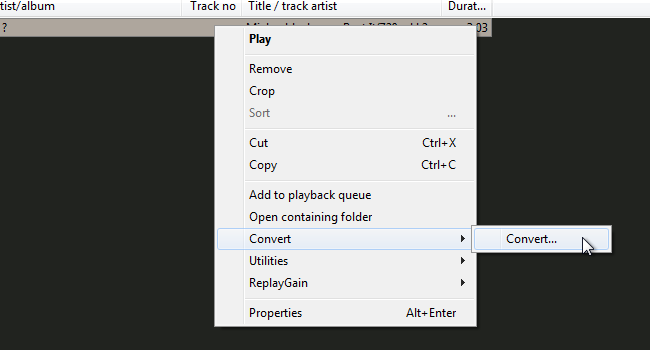 tist/album Track no Title / track artist Durat...
?
Play
Remove
Crop
Sort ...
Cut Ctrl+X
Copy Ctrl+C
Add to playback queue
Open containing folder
Convert Convert...
Utilities
ReplayGain
Properties Alt+Enter